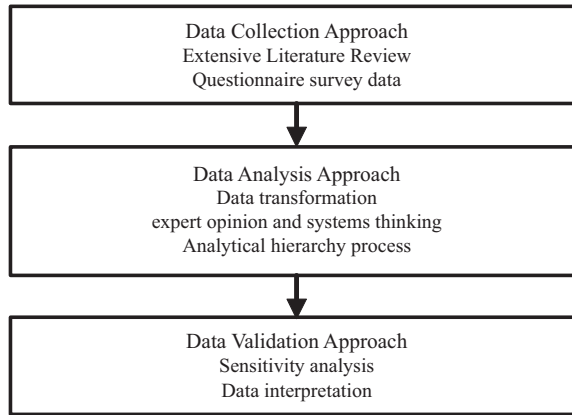 Data Collection Approach
Extensive Literature Review
Questionnaire survey data
Data Analysis Approach
Data transformation
expert opinion and systems thinking
Analytical hierarchy process
Data Validation Approach
Sensitivity analysis
Data interpretation